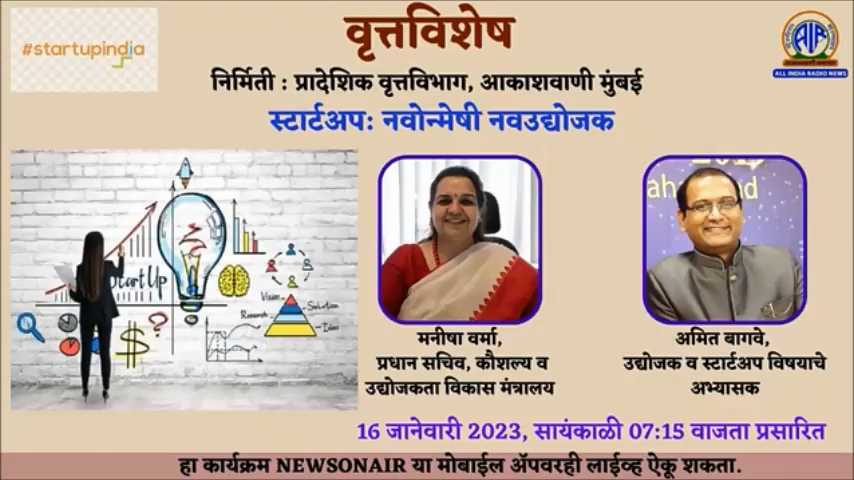 #startupindia
वृत्तविशेष
AIR
ALL INDIA RADIO NEWS
निर्मिती : प्रादेशिक वृत्तविभाग, आकाशवाणी मुंबई
स्टार्टअपः नवोन्मेषी नवउद्योजक
Start Up
Vision
Research
Solution
Idea
मनीषा वर्मा,
प्रधान सचिव, कौशल्य व
उद्योजकता विकास मंत्रालय
अमित बागवे,
उद्योजक व स्टार्टअप विषयाचे
अभ्यासक
16 जानेवारी 2023, सायंकाळी 07:15 वाजता प्रसारित
हा कार्यक्रम NEWSONAIR या मोबाईल ॲपवरही लाईव्ह ऐकू शकता.